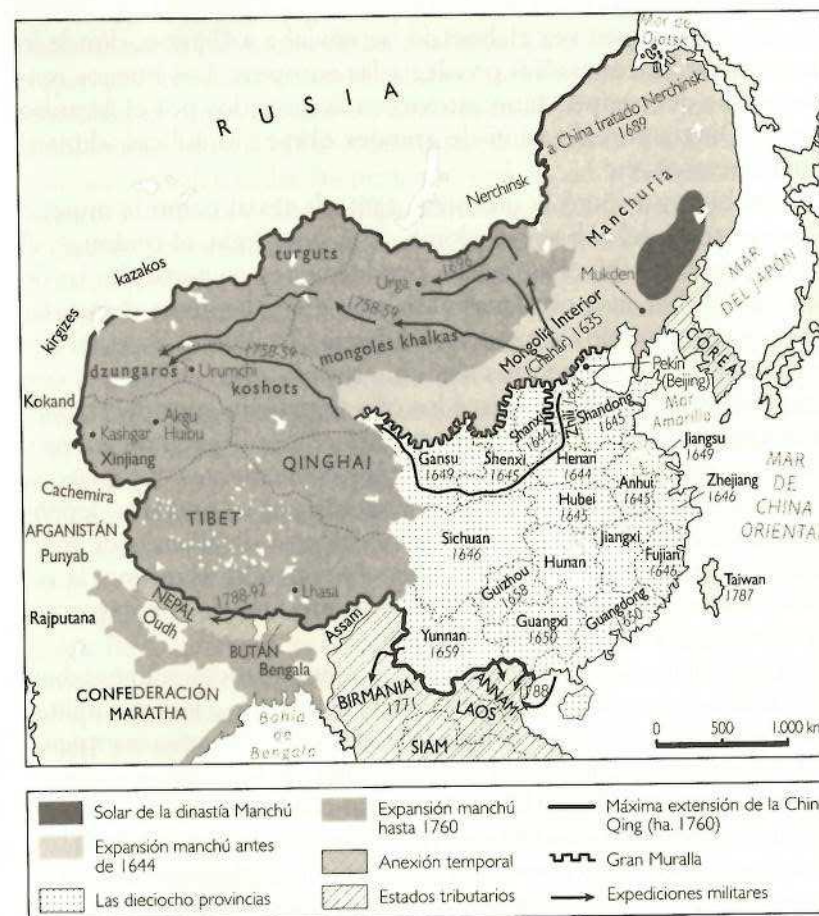 Mar de
Ojotsk
RUSIA
a China tratado Nerchinsk
1689
Nerchinsk
Manchuria
kazakos
turguts
Urga
1696
Mukden
MAR
DEL JAPÓN
kirgizes
1758-59
Mongolia Interior
(Chahar) 1635
mongoles khalkas
1758-59
dzungaros
Urumchi
koshots
COREA
Pekín
(Beijing)
Kokand
Akgu
Huibu
Kashgar
Xinjiang
QINGHAI
Shanxi
1644
Zhili
1644
Shandong
1645
Mar
Amarillo
Gansu
1649
Shenxi
1645
Henan
1644
Jiangsu
1649
MAR
DE
CHINA
ORIENTAL
Cachemira
Anhui
1645
Zhejiang
1646
Hubei
1645
AFGANISTÁN
TIBET
Punyab
Sichuan
1646
Jiangxi
Fujian
1646
Hunan
Guizhou
1658
Lhasa
Taiwan
1787
1788-92
NEPAL
Rajputana
Oudh
Assam
Guangxi
1650
Guangdong
1650
Yunnan
1659
BUTÁN
Bengala
BIRMANIA
1771
ANNAM
1788
LAOS
CONFEDERACIÓN
MARATHA
Bahía
de
Bengala
SIAM
0 500 1.000 km
Solar de la dinastía Manchú
Expansión manchú antes
de 1644
Las dieciocho provincias
Expansión manchú
hasta 1760
Anexión temporal
Estados tributarios
Máxima extensión de la Chin
Qing (ha. 1760)
Gran Muralla
Expediciones militares